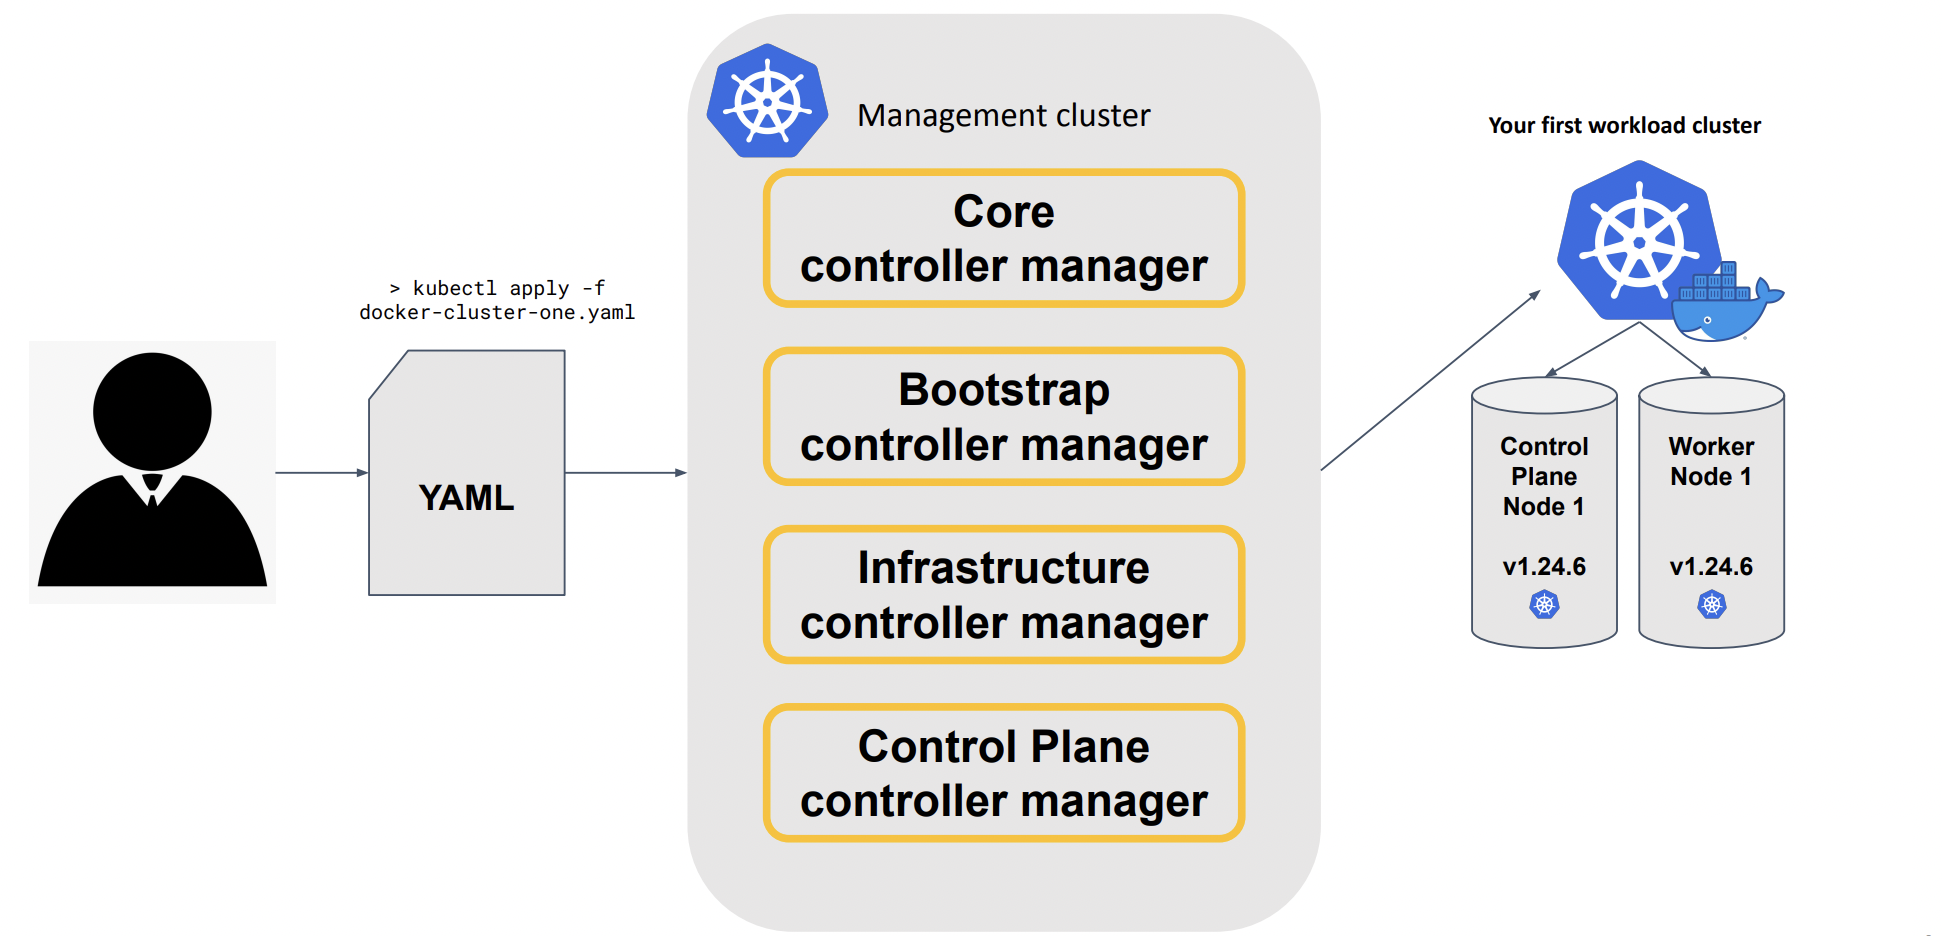 > kubectl apply -f
docker-cluster-one.yaml
YAML
Management cluster
Core
controller manager
Bootstrap
controller manager
Infrastructure
controller manager
Control Plane
controller manager
Your first workload cluster
Control
Plane
Node 1
v1.24.6
Worker
Node 1
v1.24.6